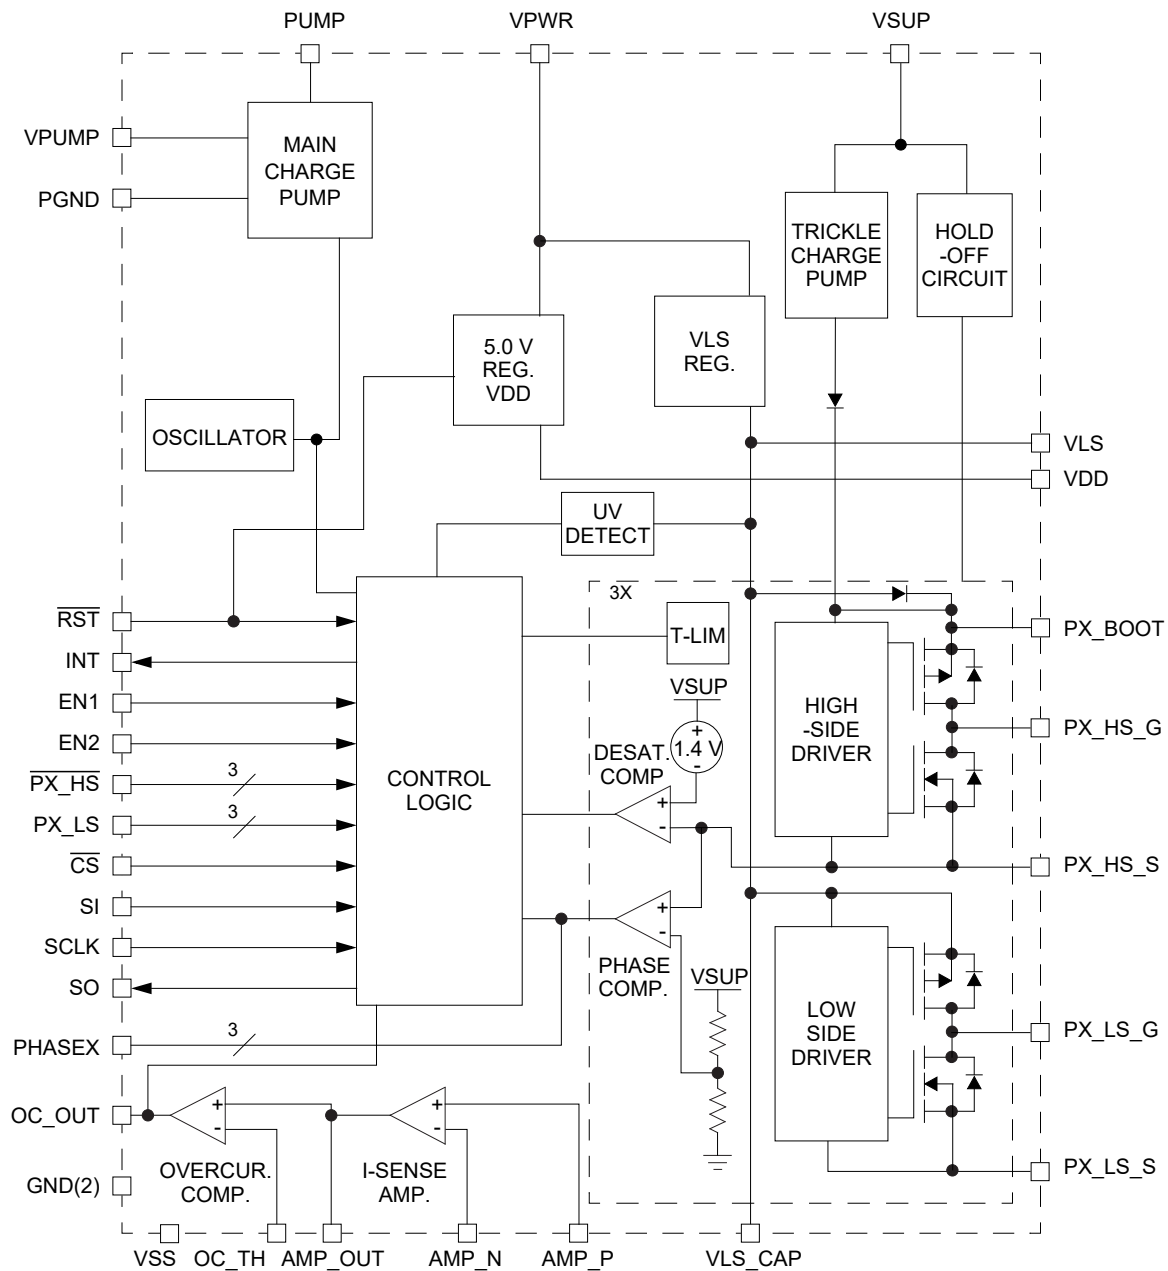 PUMP
VPWR
VSUP
VPUMP
PGND
MAIN
CHARGE
PUMP
TRICKLE
CHARGE
PUMP
HOLD
-OFF
CIRCUIT
5.0 V
REG.
VDD
VLS
REG.
OSCILLATOR
VLS
VDD
UV
DETECT
3X
T-LIM
RST
INT
EN1
EN2
PX_HS
3
PX_LS
3
CS
SI
SCLK
SO
PHASEX
3
OC_OUT
GND(2)
CONTROL
LOGIC
VSUP
+
1.4 V
-
DESAT.
COMP.
+
-
+
-
PHASE
COMP.
VSUP
HIGH
-SIDE
DRIVER
LOW
SIDE
DRIVER
PX_BOOT
PX_HS_G
PX_HS_S
PX_LS_G
PX_LS_S
+
-
OVERCUR.
COMP.
+
-
I-SENSE
AMP.
VSS
OC_TH
AMP_OUT
AMP_N
AMP_P
VLS_CAP